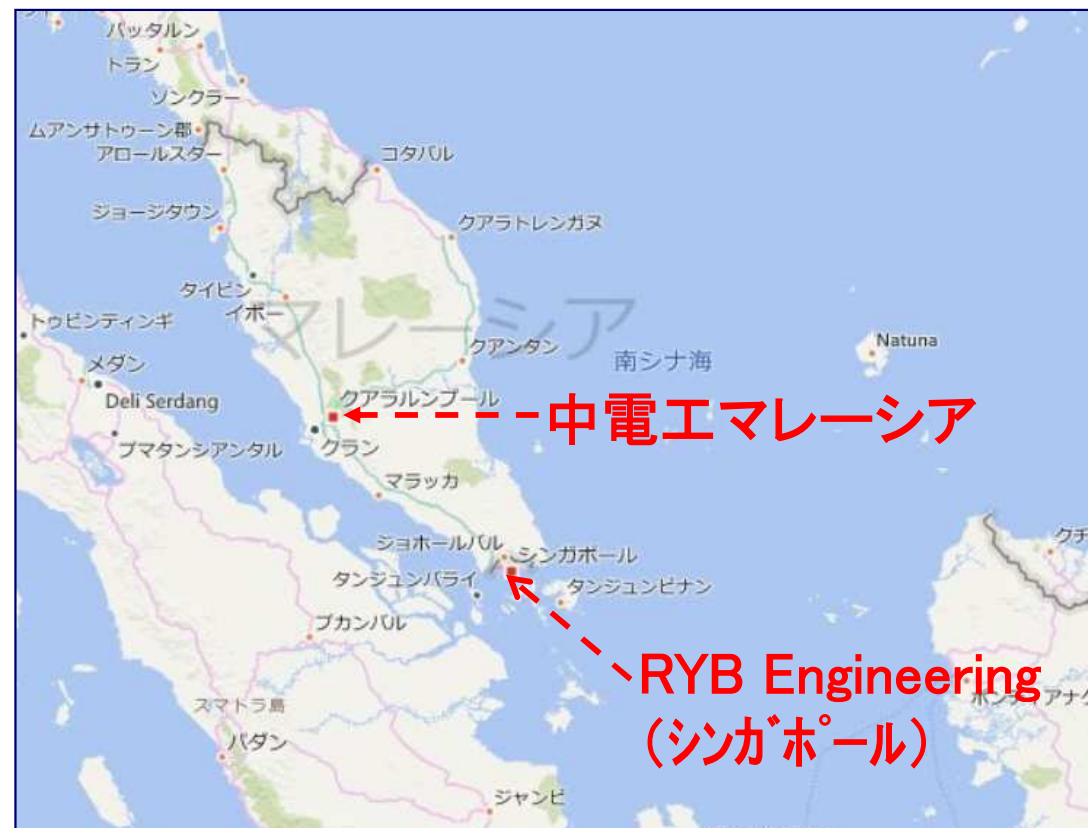 パッタルン
トラン
ソンクラー
ムアンサトゥーン郡
アロールスター
コタバル
ジョージタウン
クアラトレンガヌ
タイピン
イポー
マレーシア
トゥビンティンギ
クアンタン
南シナ海
Natuna
メダン
Deli Serdang
クアラルンプール
中電工マレーシア
プマタンシアンタル
クラン
マラッカ
ジョホールバル
シンガポール
タンジュンバライ
タンジュンピナン
プカンバル
RYB Engineering
(シンガポール)
スマトラ島
パダン
ジャンビ